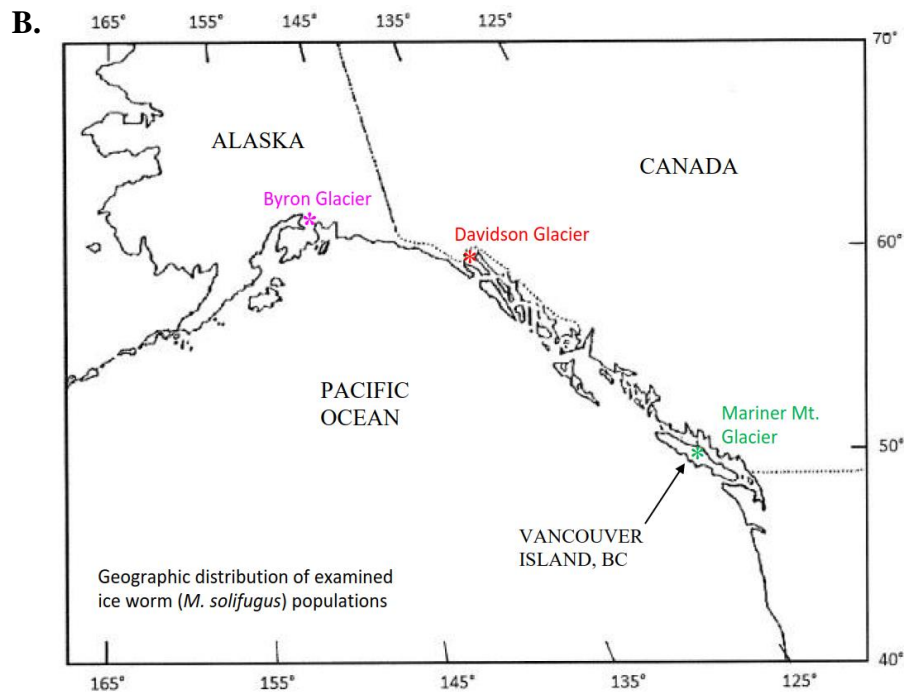 B.
165° 145° 135° 125°
70°
ALASKA
CANADA
Byron Glacier
*
Davidson Glacier
*
60°
PACIFIC
OCEAN
Mariner Mt.
Glacier
*
50°
VANCOUVER
ISLAND, BC
Geographic distribution of examined
ice worm (M. solifugus) populations
40°
165° 155° 145° 135° 125°